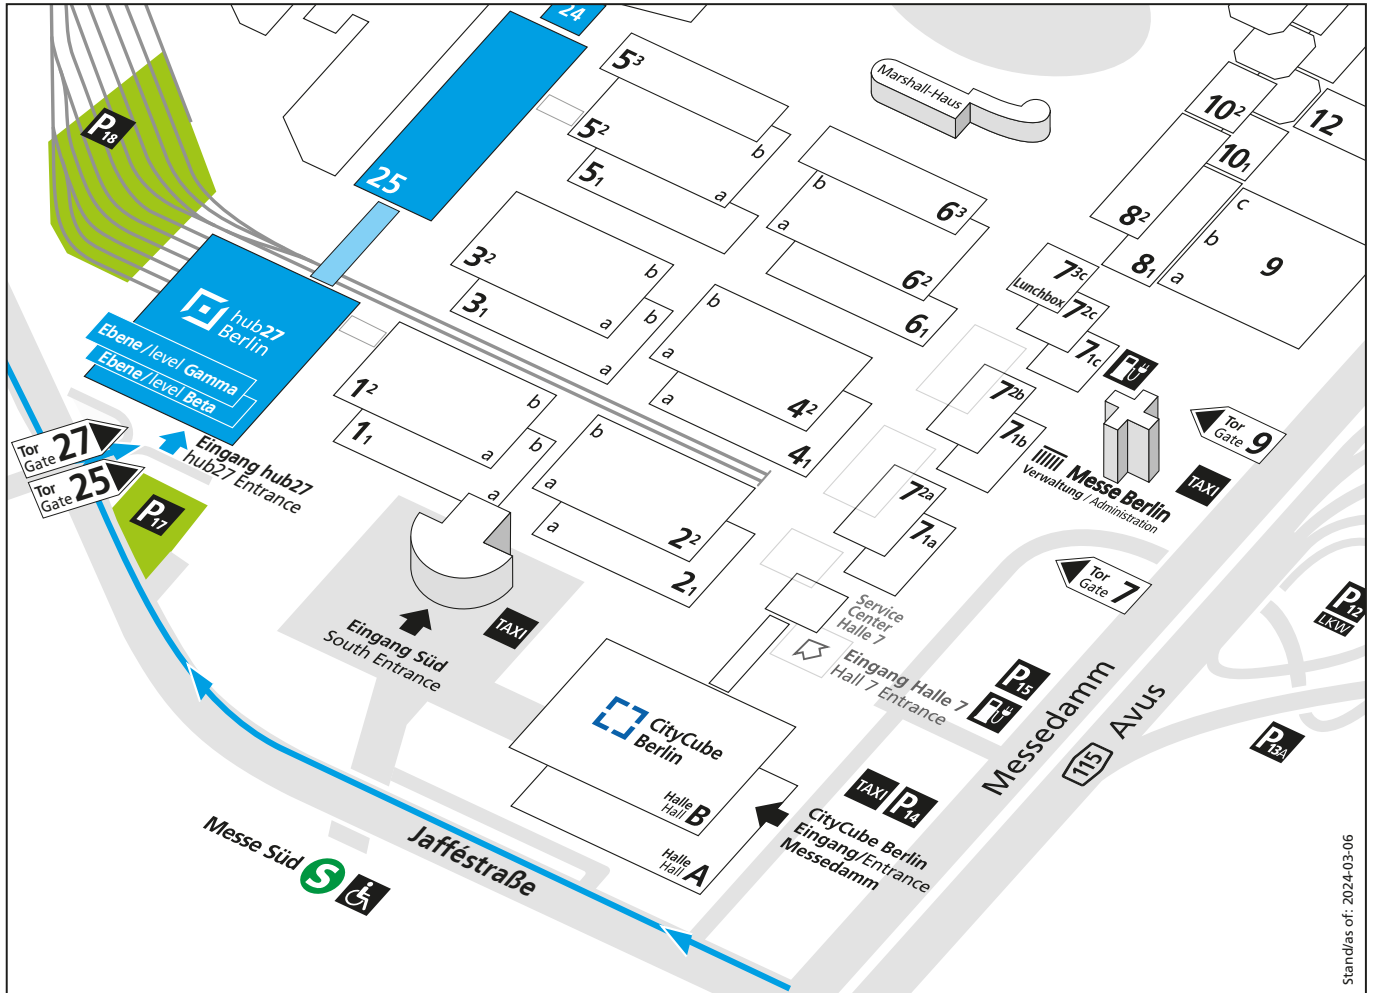 24
5³
Marshall-Haus
10²
12
P18
5²
b
10₁
5₁
25
a
b
6³
8²
c
a
b
9
3²
b
6²
7³ᶜ
Lunchbox
8₁
a
3₁
a
b
b
6₁
7²ᶜ
hub27
Berlin
Ebene/level Gamma
Ebene/level Beta
a
7₁c
1²
b
a
a
4²
7²ᵇ
1₁
a
b
b
4₁
7₁b
Tor
Gate 27
Tor
Gate 25
Eingang hub27
hub27 Entrance
Tor
Gate 9
Messe Berlin
Verwaltung / Administration
TAXI
a
a
P17
a
2²
7²ᵃ
7₁a
2₁
Tor
Gate 7
P12
LKW
Eingang Süd
South Entrance
TAXI
Service
Center
Halle 7
Eingang Halle 7
Hall 7 Entrance
P15
CityCube
Berlin
Messedamm
115
Avus
P13A
Halle
Hall B
TAXI
P14
CityCube Berlin
Eingang/Entrance
Messedamm
Halle
Hall A
Messe Süd
S
Jafféstraße
Stand/as of: 2024-03-06